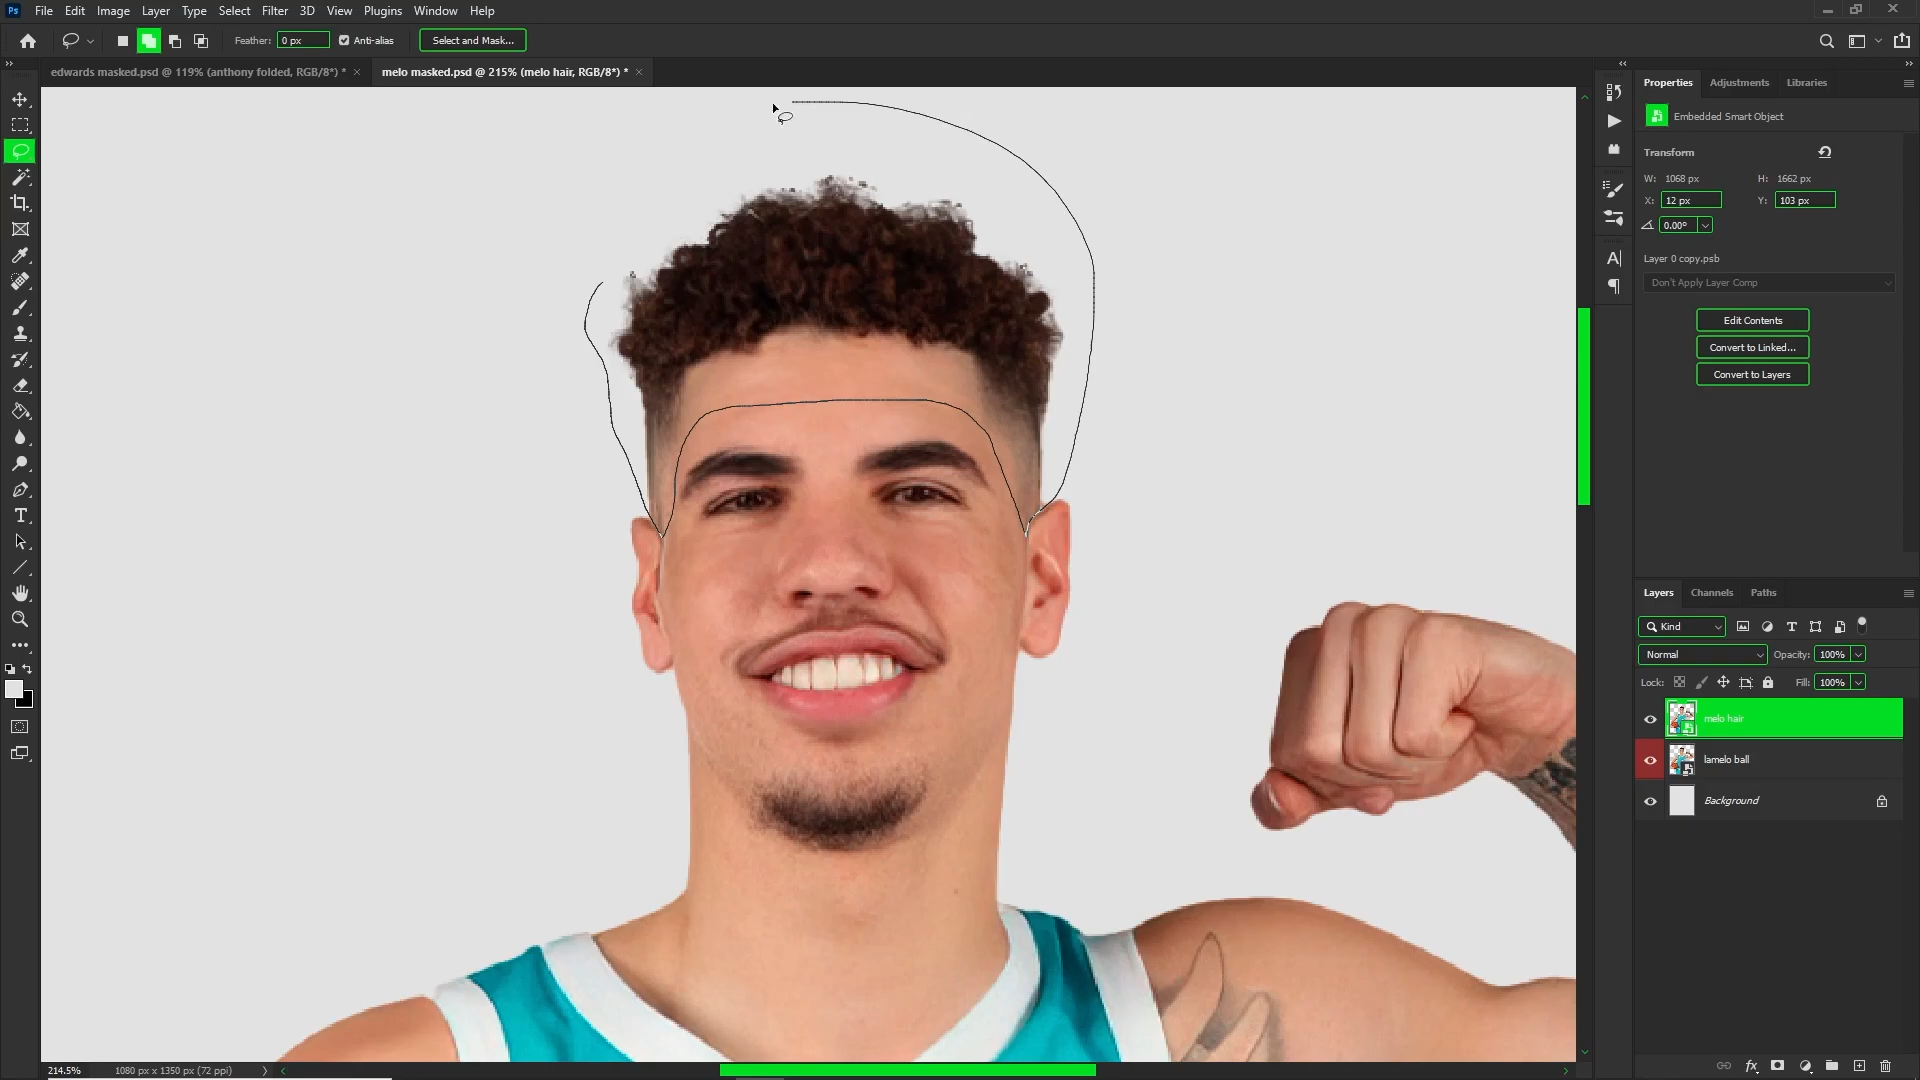 Ps File Edit Image Layer Type Select Filter 3D View Plugins Window Help
Feather: 0 px Anti-alias Select and Mask...
edwards masked.psd @ 119% (anthony folded, RGB/8*) * × melo masked.psd @ 215% (melo hair, RGB/8*) * ×
Properties Adjustments Libraries
Embedded Smart Object
Transform
W: 1068 px H: 1662 px
X: 12 px Y: 103 px
0.00°
Layer 0 copy.psb
Don't Apply Layer Comp
Edit Contents
Convert to Linked...
Convert to Layers
Layers Channels Paths
Kind
Normal Opacity: 100%
Lock: Fill: 100%
melo hair
lamelo ball
Background
214.5% 1080 px x 1350 px (72 ppi)